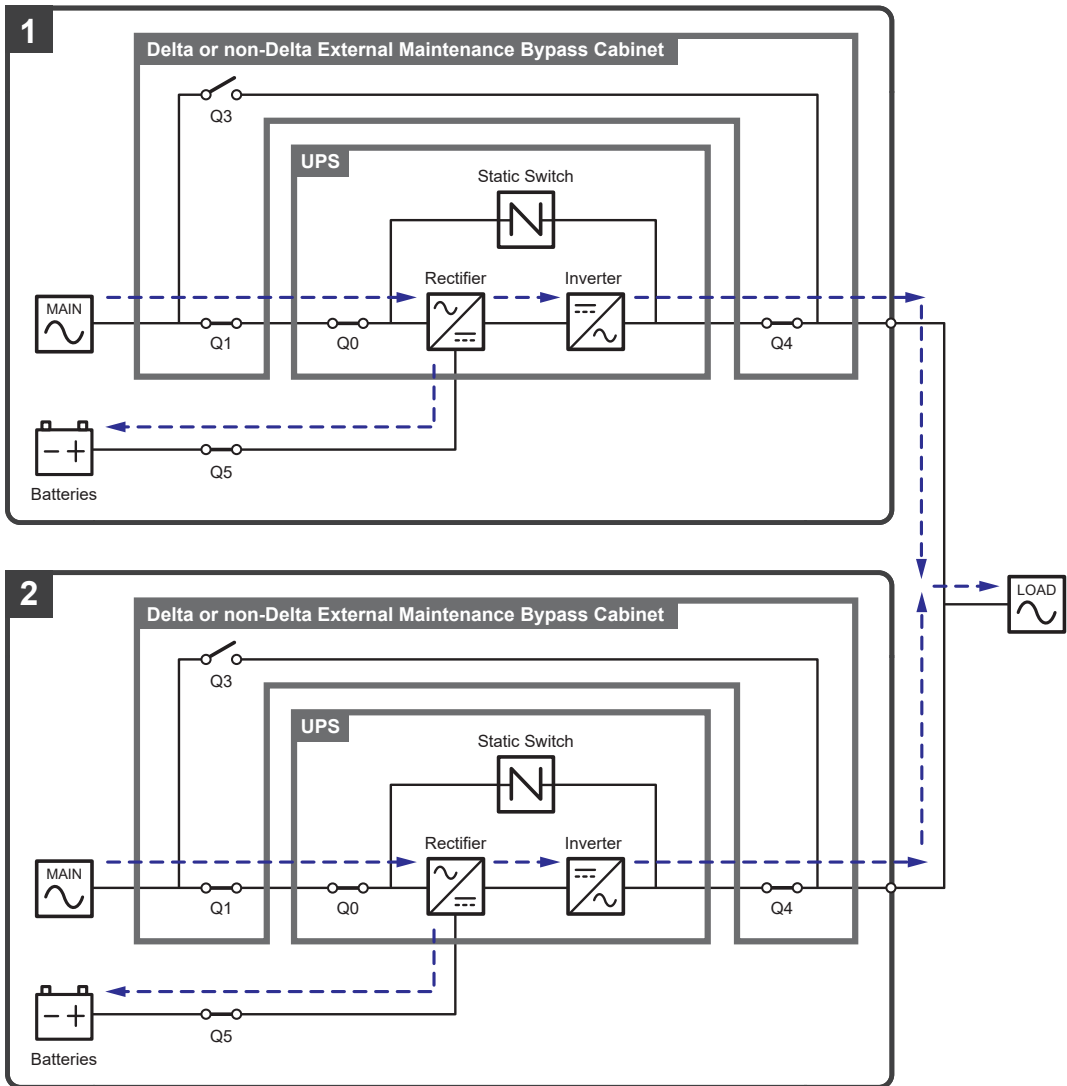 1
Delta or non-Delta External Maintenance Bypass Cabinet
Q3
UPS
Static Switch
Rectifier
Inverter
MAIN
Q1
Q0
Q4
Q5
Batteries
2
Delta or non-Delta External Maintenance Bypass Cabinet
LOAD
Q3
UPS
Static Switch
Rectifier
Inverter
MAIN
Q1
Q0
Q4
Q5
Batteries